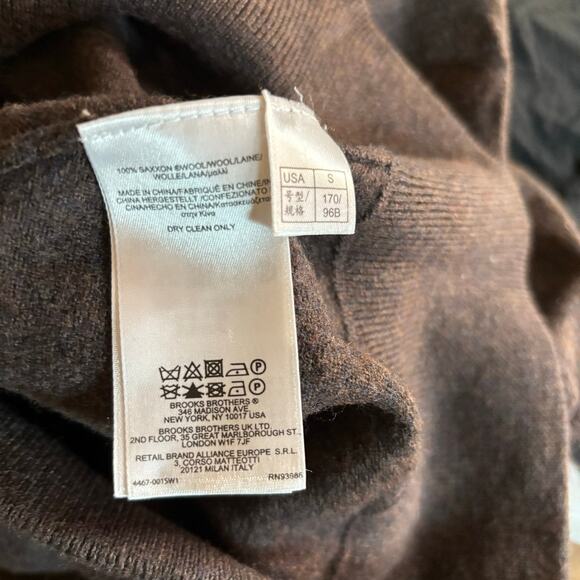 100% SAXXON ®WOOL/WOOL/LAINE/
WOLLE/LANA/μαλλί
MADE IN CHINA/FABRIQUÉ EN CHINE/IN
CHINA HERGESTELLT /CONFEZIONATO
CINA/HECHO EN CHINA/Κατασκευάζεται
στην Κίνα
DRY CLEAN ONLY
USA S
号型/ 170/
规格 96B
BROOKS BROTHERS ®
346 MADISON AVE.
NEW YORK, NY 10017 USA
BROOKS BROTHERS UK LTD.
2ND FLOOR, 35 GREAT MARLBOROUGH ST.
LONDON W1F 7JF
RETAIL BRAND ALLIANCE EUROPE S.R.L.
3, CORSO MATTEOTTI
20121 MILAN ITALY
4467-001SW1 RN93986